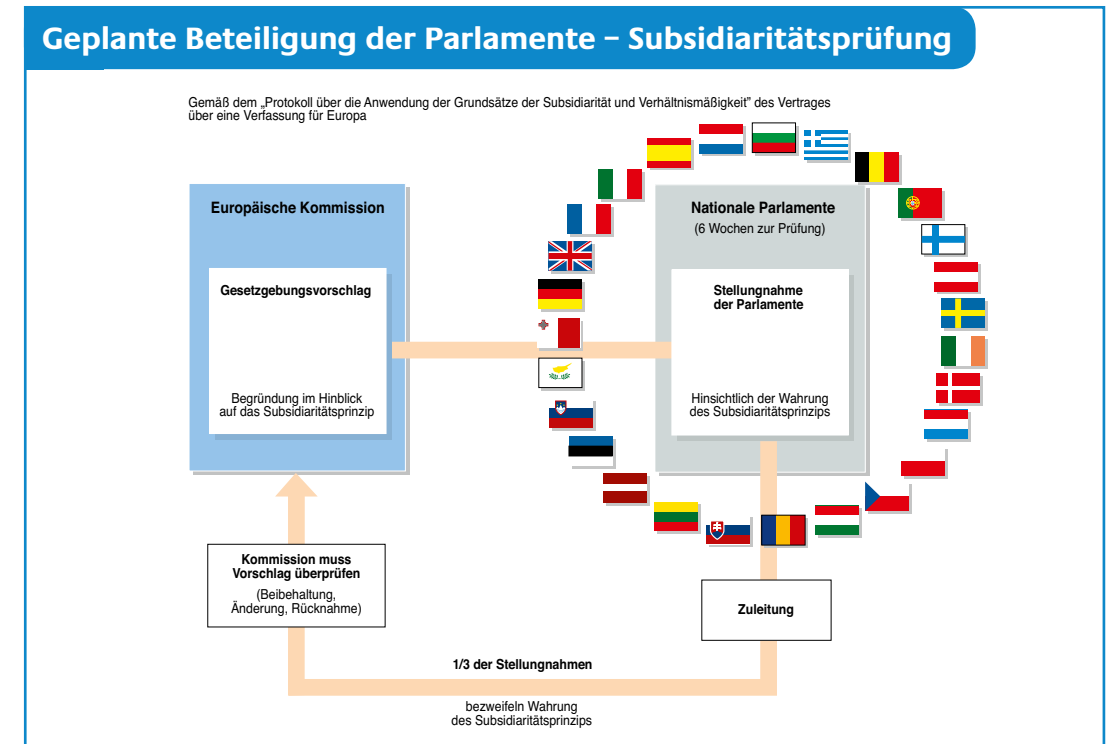 Geplante Beteiligung der Parlamente – Subsidiaritätsprüfung
Gemäß dem „Protokoll über die Anwendung der Grundsätze der Subsidiarität und Verhältnismäßigkeit" des Vertrages
über eine Verfassung für Europa
Europäische Kommission
Gesetzgebungsvorschlag
Begründung im Hinblick
auf das Subsidiaritätsprinzip
Nationale Parlamente
(6 Wochen zur Prüfung)
Stellungnahme
der Parlamente
Hinsichtlich der Wahrung
des Subsidiaritätsprinzips
Zuleitung
1/3 der Stellungnahmen
bezweifeln Wahrung
des Subsidiaritätsprinzips
Kommission muss
Vorschlag überprüfen
(Beibehaltung,
Änderung, Rücknahme)